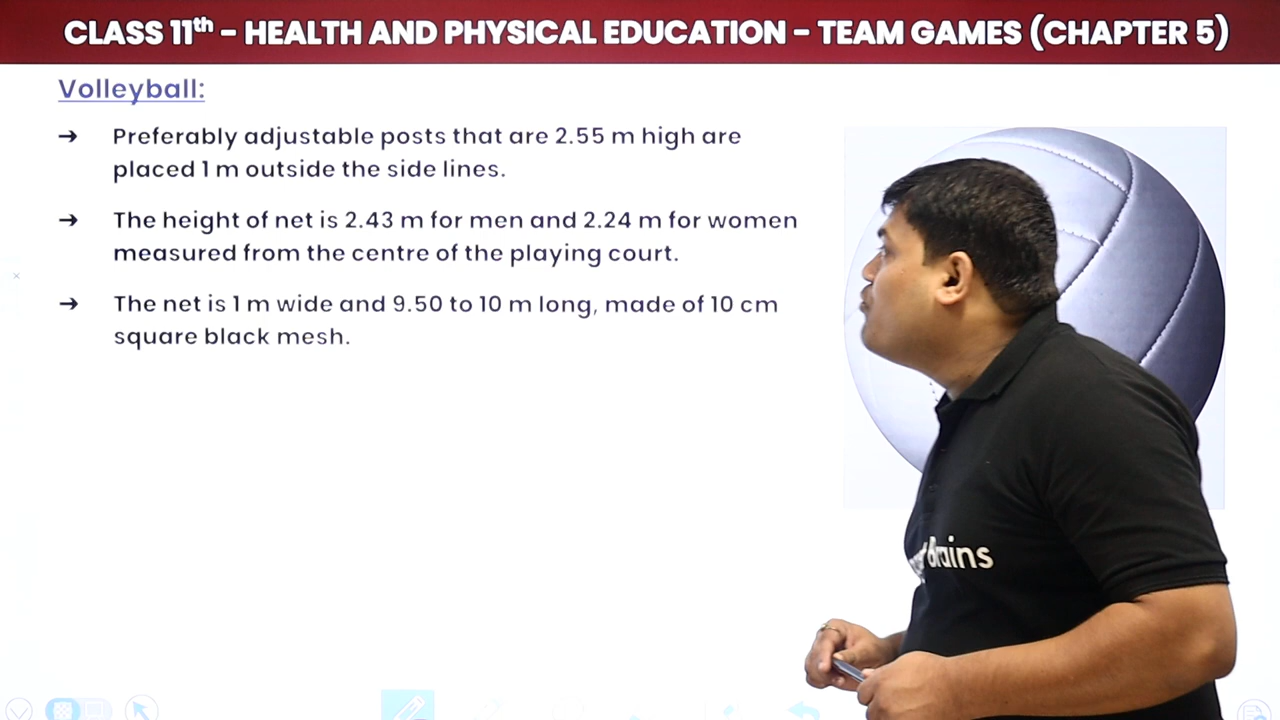 CLASS 11th – HEALTH AND PHYSICAL EDUCATION – TEAM GAMES (CHAPTER 5)
Volleyball:
➔ Preferably adjustable posts that are 2.55 m high are
placed 1 m outside the side lines.
➔ The height of net is 2.43 m for men and 2.24 m for women
measured from the centre of the playing court.
➔ The net is 1 m wide and 9.50 to 10 m long, made of 10 cm
square black mesh.
Brains